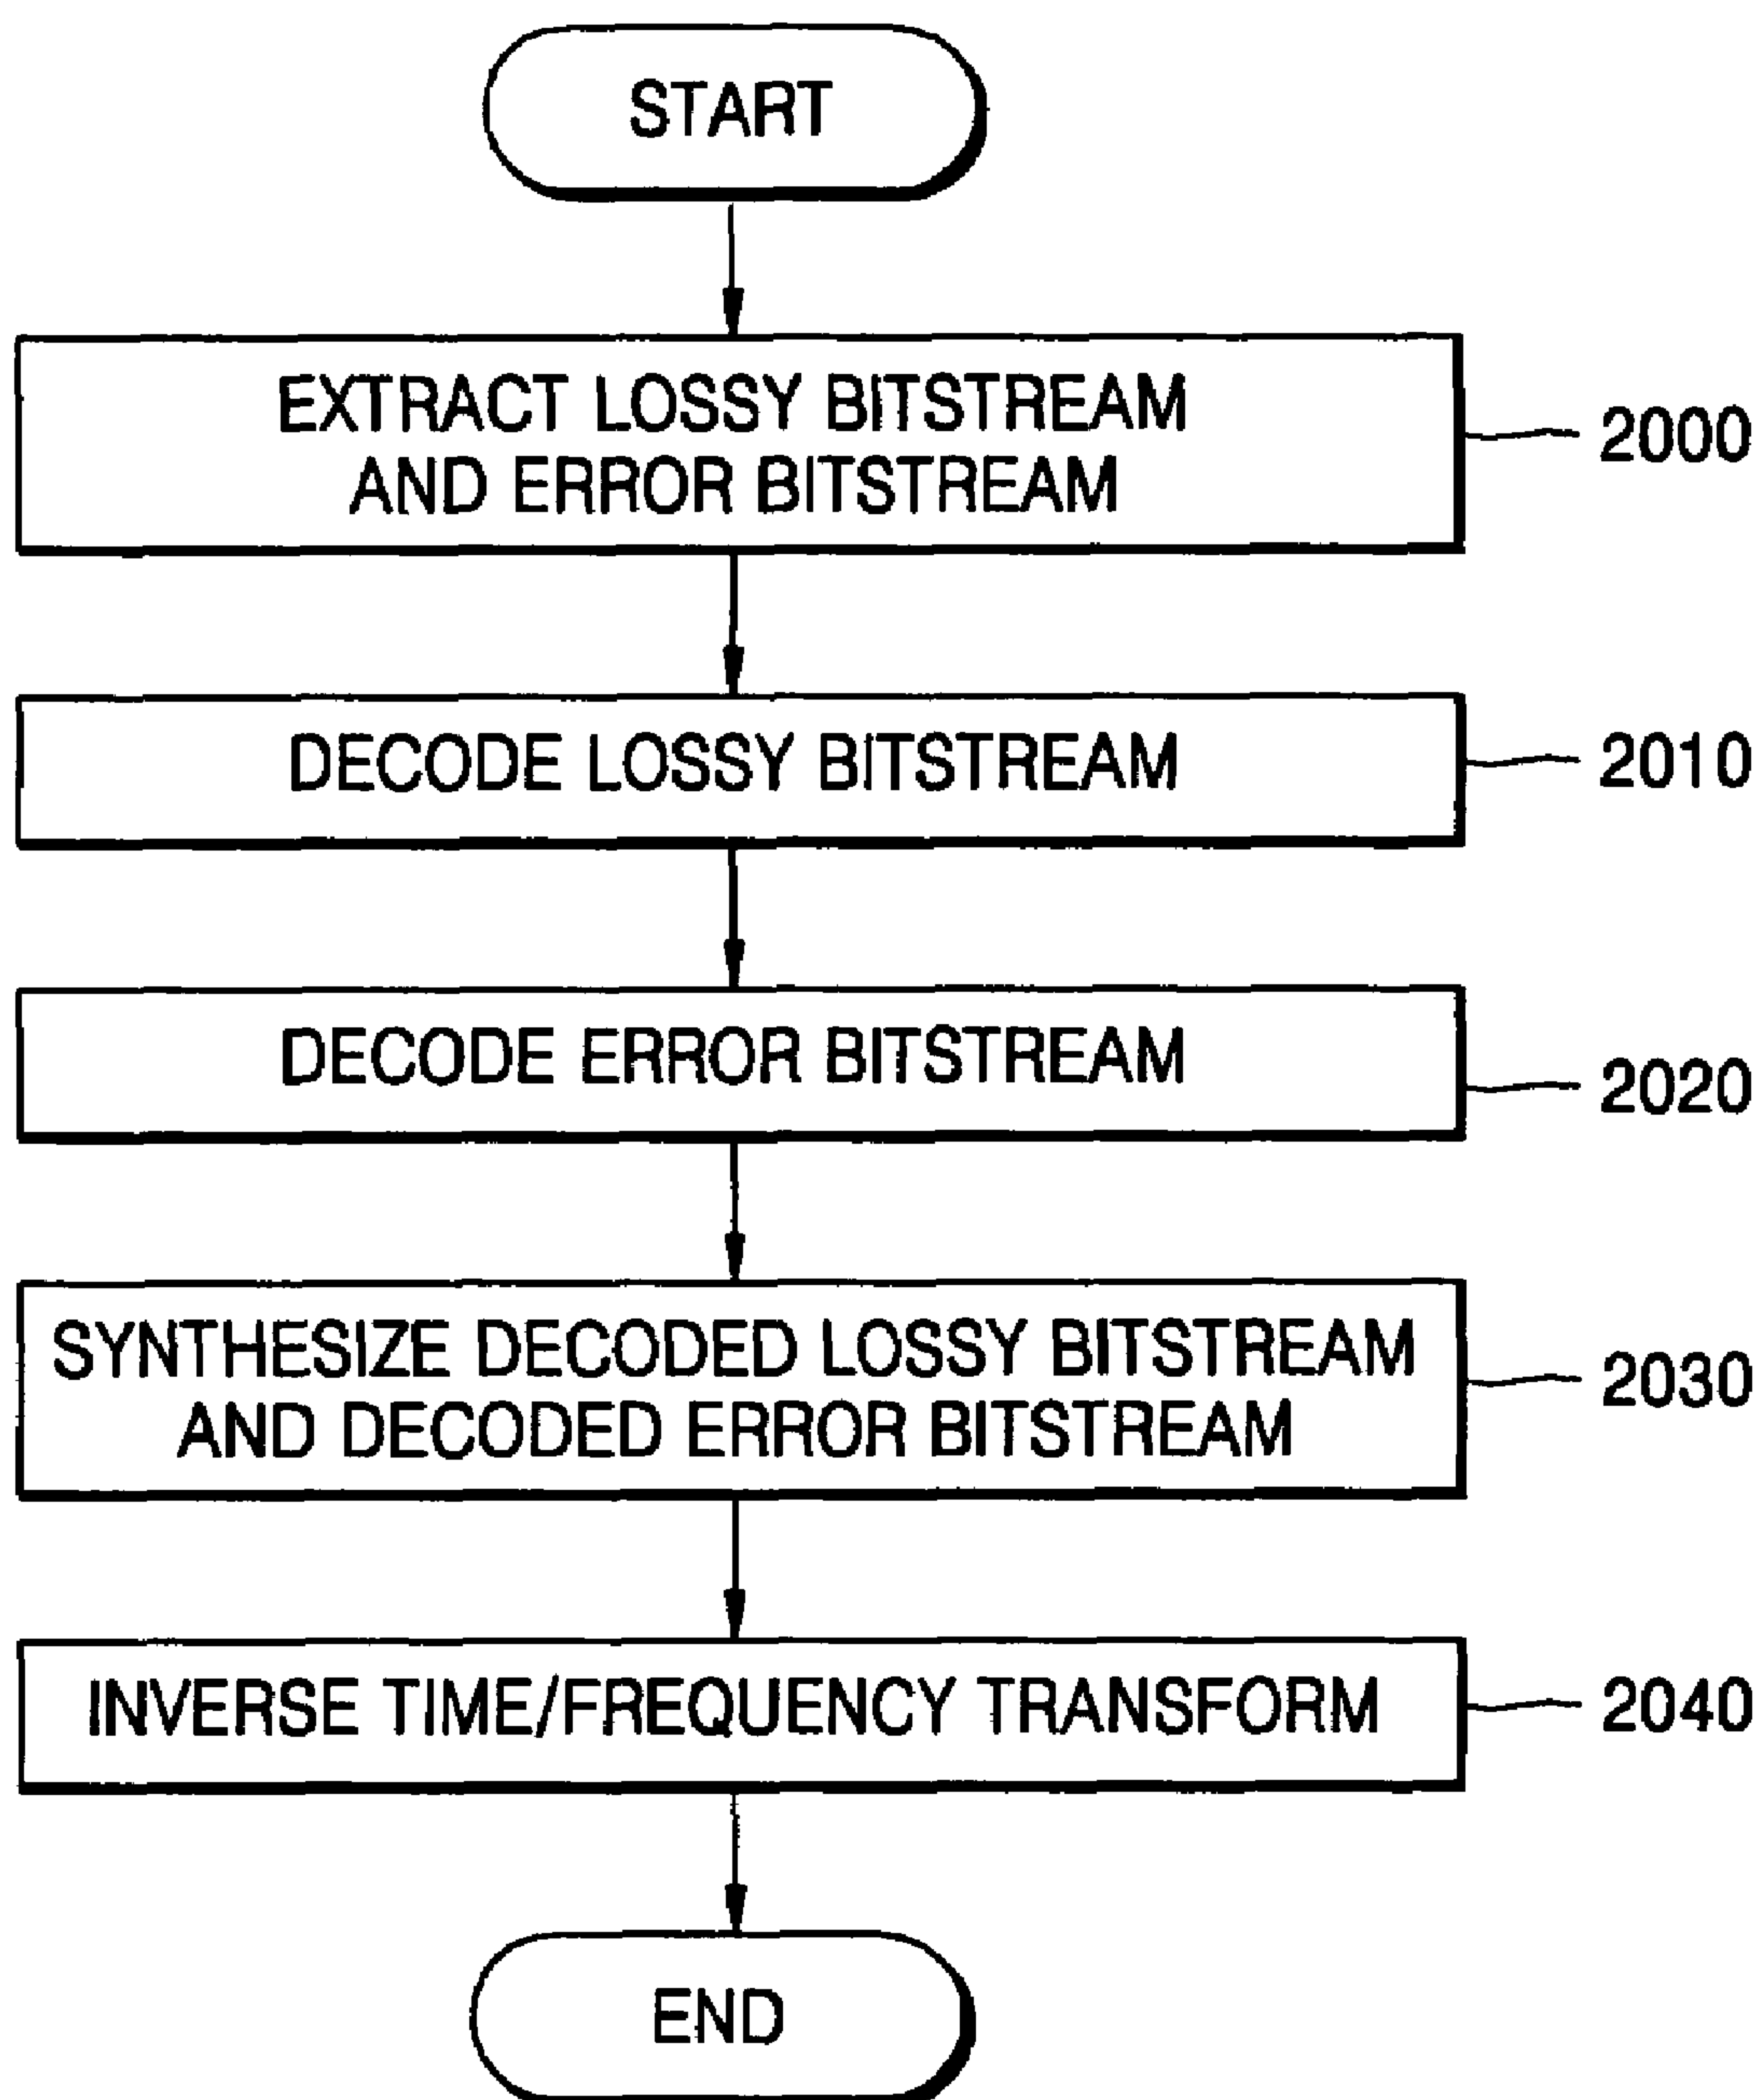 START
EXTRACT LOSSY BITSTREAM
AND ERROR BITSTREAM
2000
DECODE LOSSY BITSTREAM
2010
DECODE ERROR BITSTREAM
2020
SYNTHESIZE DECODED LOSSY BITSTREAM
AND DECODED ERROR BITSTREAM
2030
INVERSE TIME/FREQUENCY TRANSFORM
2040
END